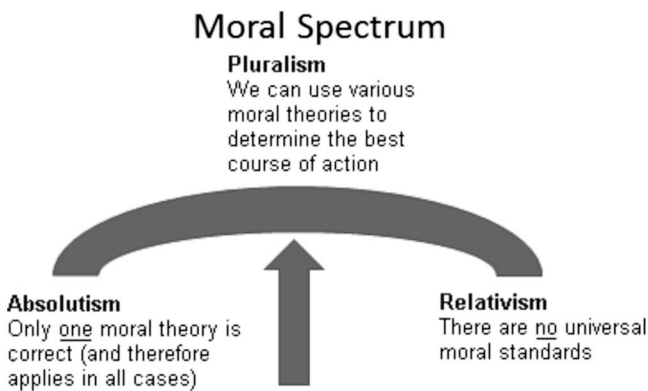 Moral Spectrum
Pluralism
We can use various
moral theories to
determine the best
course of action
Absolutism
Only one moral theory is
correct (and therefore
applies in all cases)
Relativism
There are no universal
moral standards